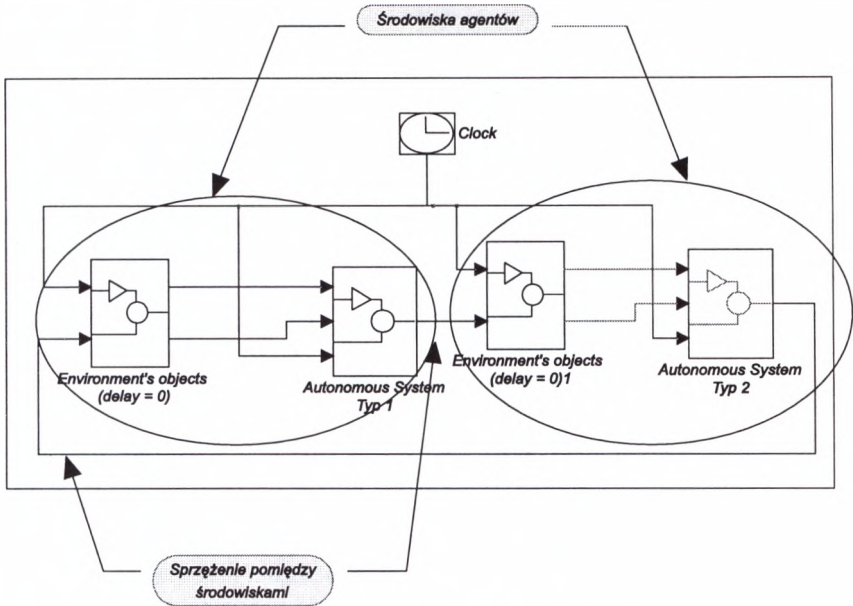 Środowiska agentów
Clock
Environment's objects
(delay = 0)
Autonomous System
Typ 1
Environment's objects
(delay = 0)1
Autonomous System
Typ 2
Sprzężenie pomiędzy
środowiskami